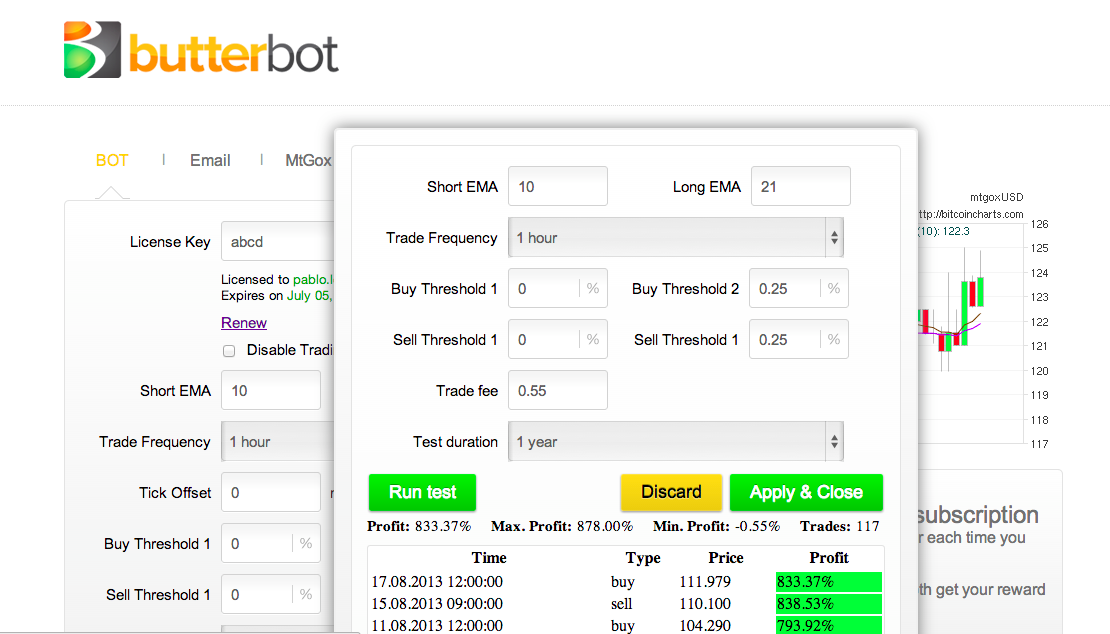 butterbot
BOT | Email | MtGox
Short EMA 10 Long EMA 21
Trade Frequency 1 hour
Buy Threshold 1 0 % Buy Threshold 2 0.25 %
Sell Threshold 1 0 % Sell Threshold 1 0.25 %
Trade fee 0.55
Test duration 1 year
Run test Discard Apply & Close
Profit: 833.37% Max. Profit: 878.00% Min. Profit: -0.55% Trades: 117
Time Type Price Profit
17.08.2013 12:00:00 buy 111.979 833.37%
15.08.2013 09:00:00 sell 110.100 838.53%
11.08.2013 12:00:00 buy 104.290 793.92%
License Key abcd
Licensed to pablo.
Expires on July 05,
Renew
Disable
Short EMA 10
Trade Frequency 1 hour
Tick Offset 0
Buy Threshold 1 0 %
Sell Threshold 1 0 %
mtgoxUSD
ttp://bitcoincharts.com
(10): 122.3
126
125
124
123
122
121
120
119
118
117
subscription
r each time you
th get your reward